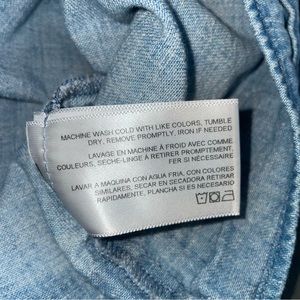 MACHINE WASH COLD WITH LIKE COLORS, TUMBLE
DRY, REMOVE PROMPTLY, IRON IF NEEDED
LAVAGE EN MACHINE À FROID AVEC COMME
COULEURS, SÈCHE-LINGE À RETIRER PROMPTEMENT,
FER SI NÉCESSAIRE
LAVAR A MAQUINA CON AGUA FRIA, CON COLORES
SIMILARES, SECAR EN SECADORA RETIRAR
RAPIDAMENTE, PLANCHA SI ES NECESARIO